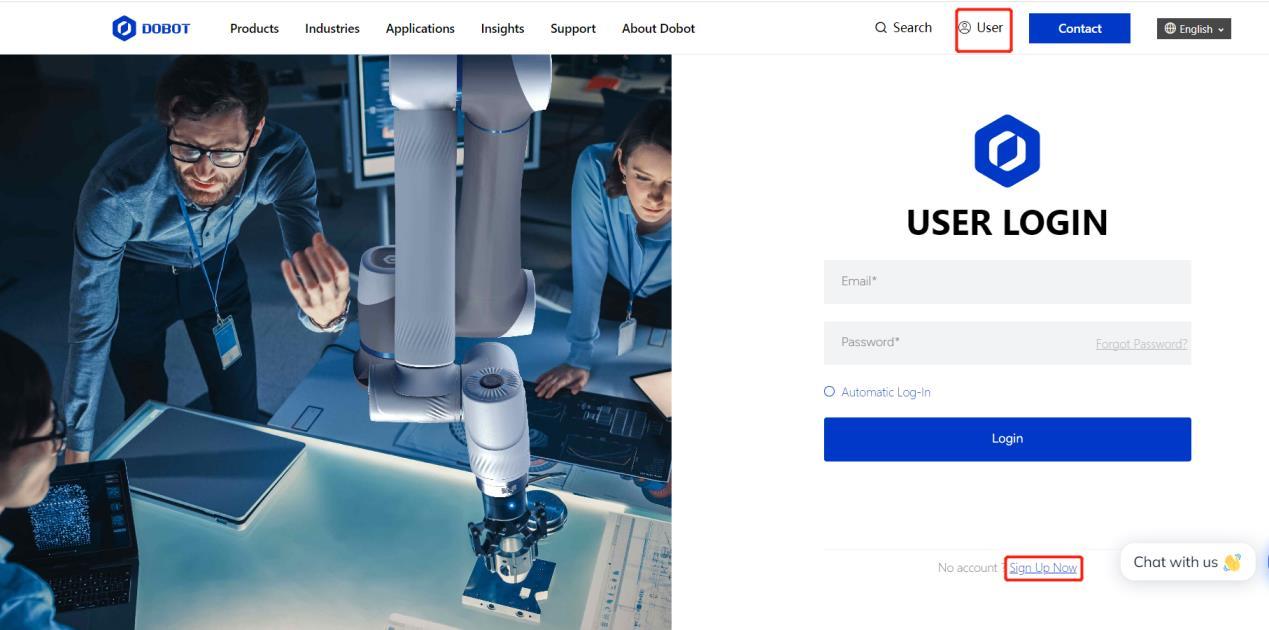 DOBOT Products Industries Applications Insights Support About Dobot Search User Contact English
USER LOGIN
Email*
Password* Forgot Password?
Automatic Log-In
Login
No account ? Sign Up Now
Chat with us 👋